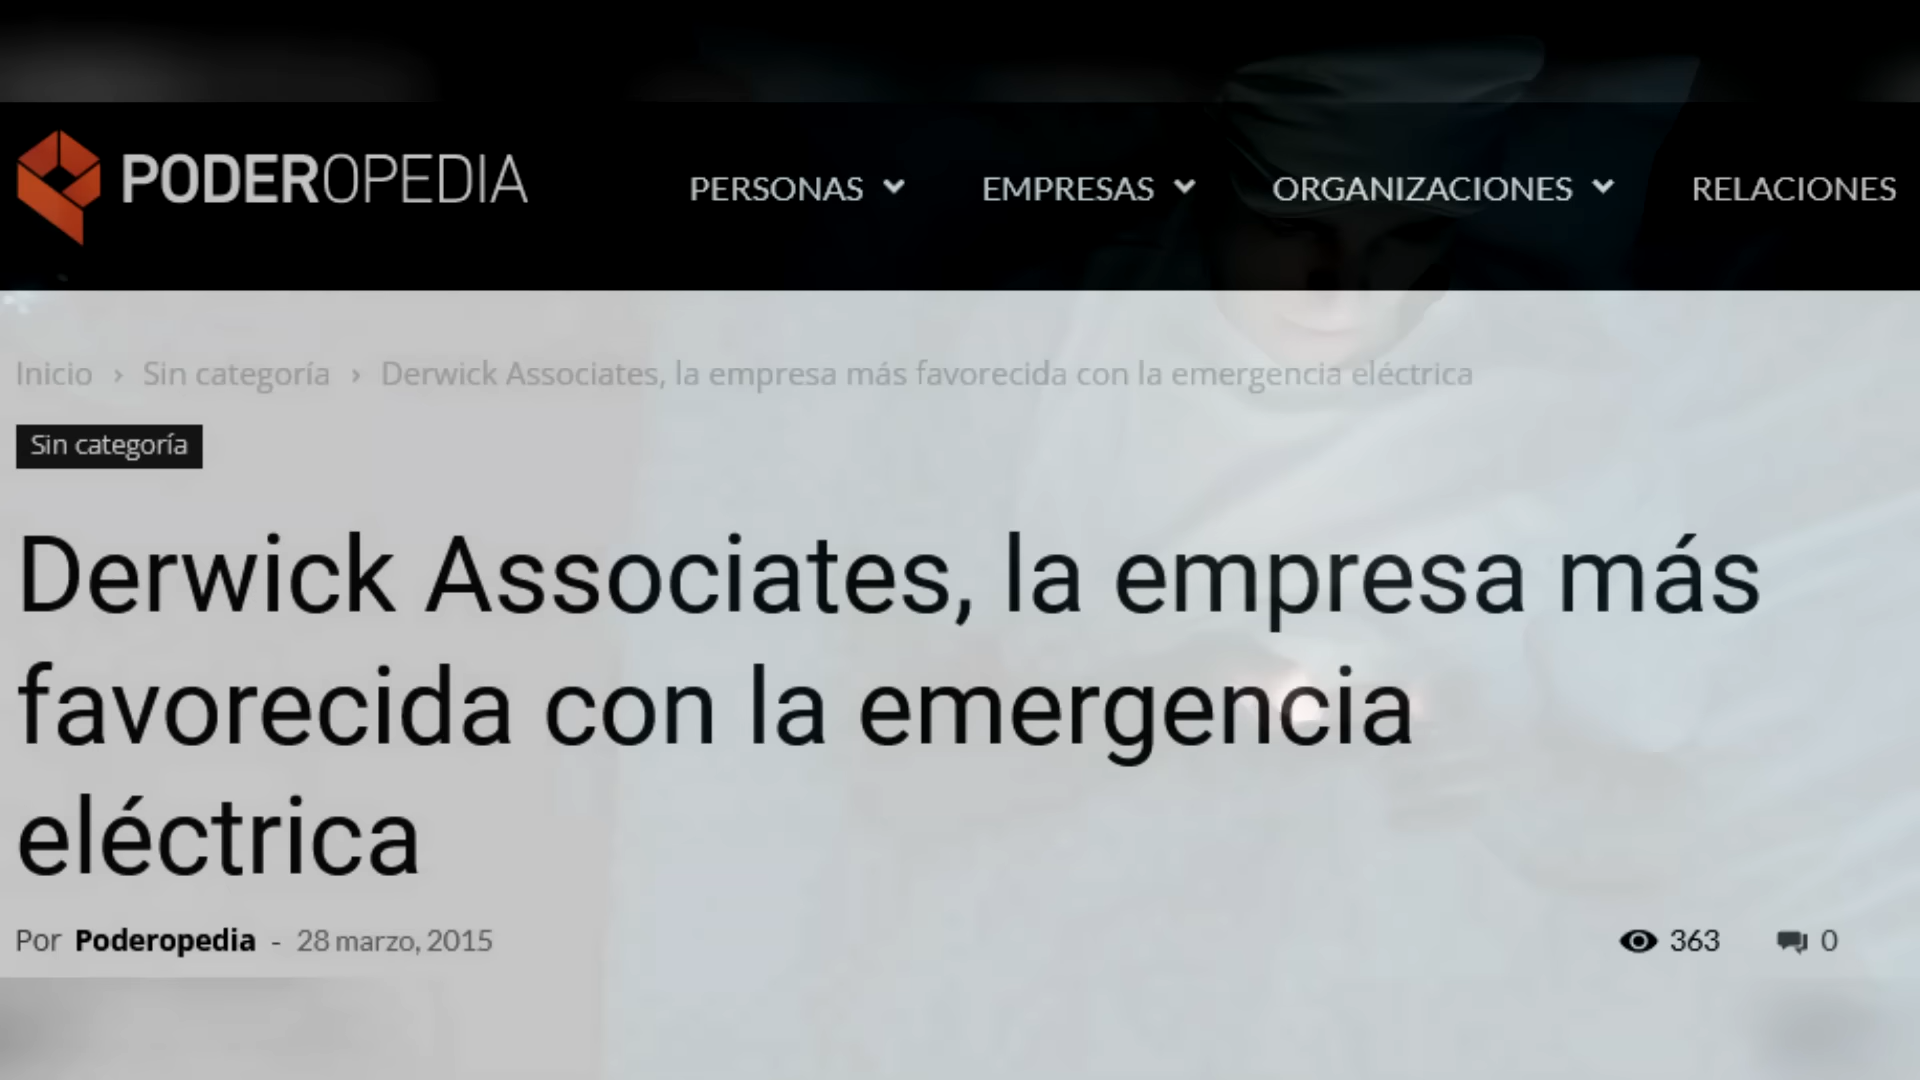 PODEROPEDIA
PERSONAS EMPRESAS ORGANIZACIONES RELACIONES
Inicio › Sin categoría › Derwick Associates, la empresa más favorecida con la emergencia eléctrica
Sin categoría
Derwick Associates, la empresa más
favorecida con la emergencia
eléctrica
Por Poderopedia - 28 marzo, 2015 363 0